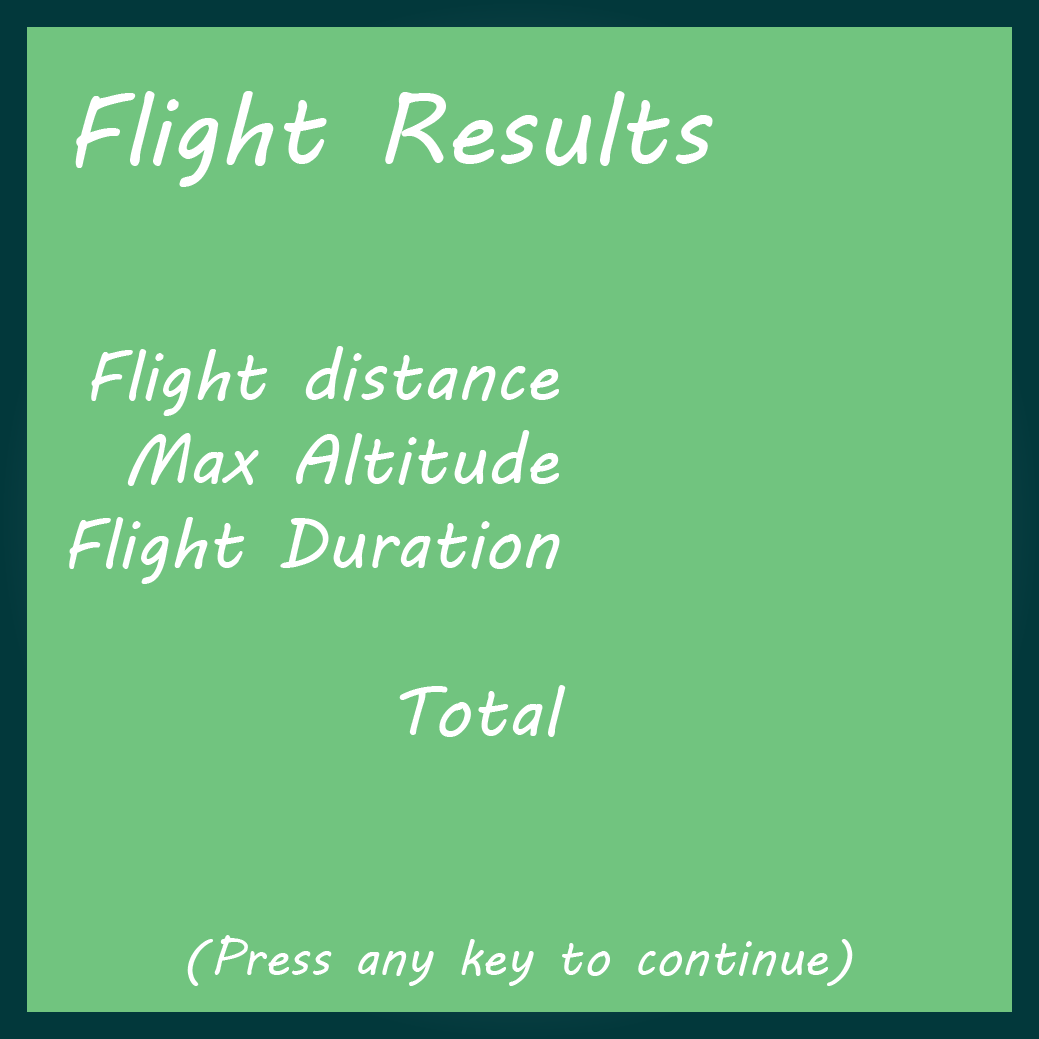 Flight Results
Flight distance
Max Altitude
Flight Duration
Total
(Press any key to continue)